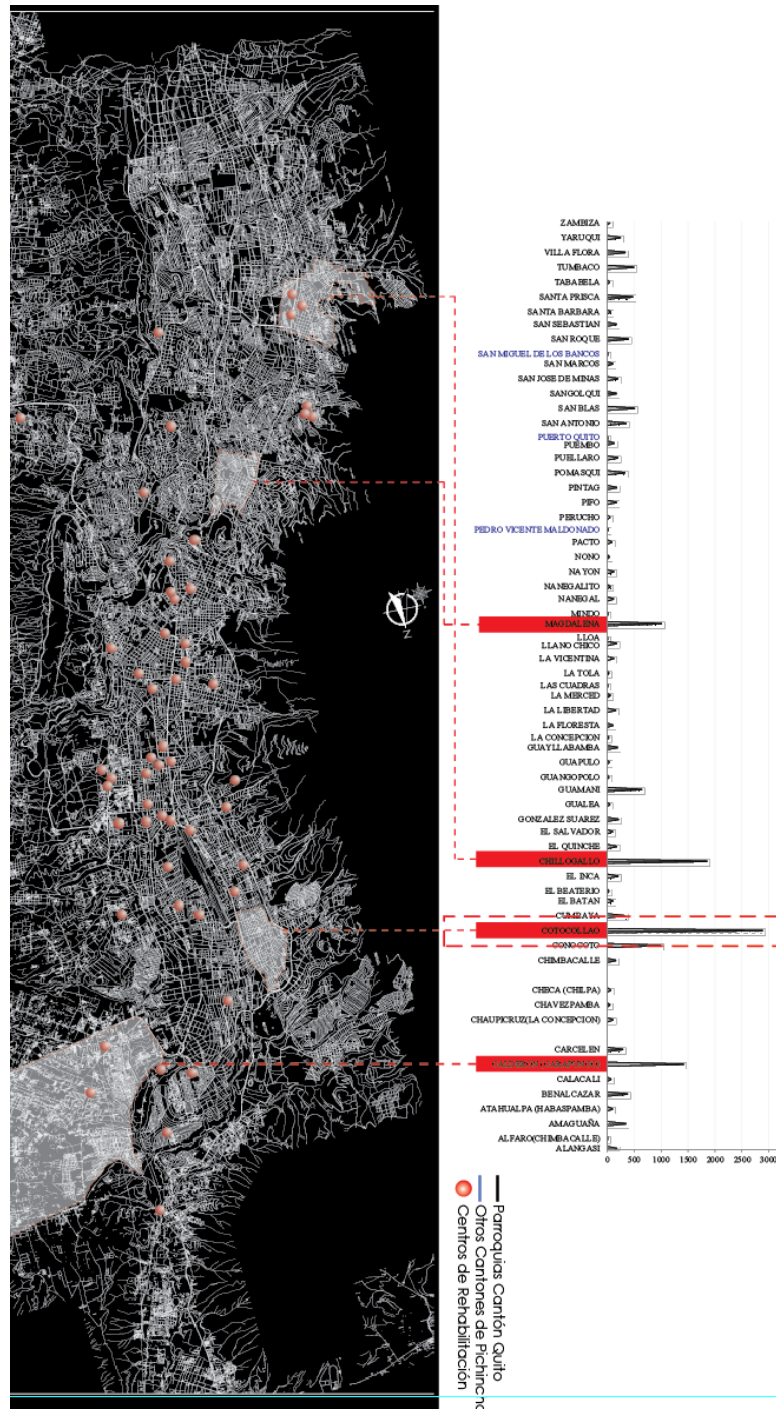 ZAMBIZA
YARUQUI
VILLA FLORA
TUMBACO
TABABELA
SANTA PRISCA
SANTA BARBARA
SAN SEBASTIAN
SAN ROQUE
SAN MIGUEL DE LOS BANCOS
SAN MARCOS
SAN JOSE DE MINAS
SANGOLQUI
SAN BLAS
SAN ANTONIO
PUERTO QUITO
PUEMBO
PUELLARO
POMASQUI
PINTAG
PIFO
PERUCHO
PEDRO VICENTE MALDONADO
PACTO
NONO
NAYON
NANEGALITO
NANEGAL
MINDO
MAGDALENA
LLOA
LLANO CHICO
LA VICENTINA
LA TOLA
LAS CUADRAS
LA MERCED
LA LIBERTAD
LA FLORESTA
LA CONCEPCION
GUAYLLABAMBA
GUAPULO
GUANGOPOLO
GUAMANI
GUALEA
GONZALEZ SUAREZ
EL SALVADOR
EL QUINCHE
CHILLOGALLO
EL INCA
EL BEATERIO
EL BATAN
CUMBAYA
COTOCOLLAO
CONOCOTO
CHIMBACALLE
CHECA (CHILPA)
CHAVEZPAMBA
CHAUPICRUZ(LA CONCEPCION)
CARCELEN
CALACALI
BENALCAZAR
ATAHUALPA (HABASPAMBA)
AMAGUAÑA
ALFARO(CHIMBACALLE)
ALANGASI
0 500 1000 1500 2000 2500 3000
Parroquias Cantón Quito
Otros Cantones de Pichincha
Centros de Rehabilitación
Z